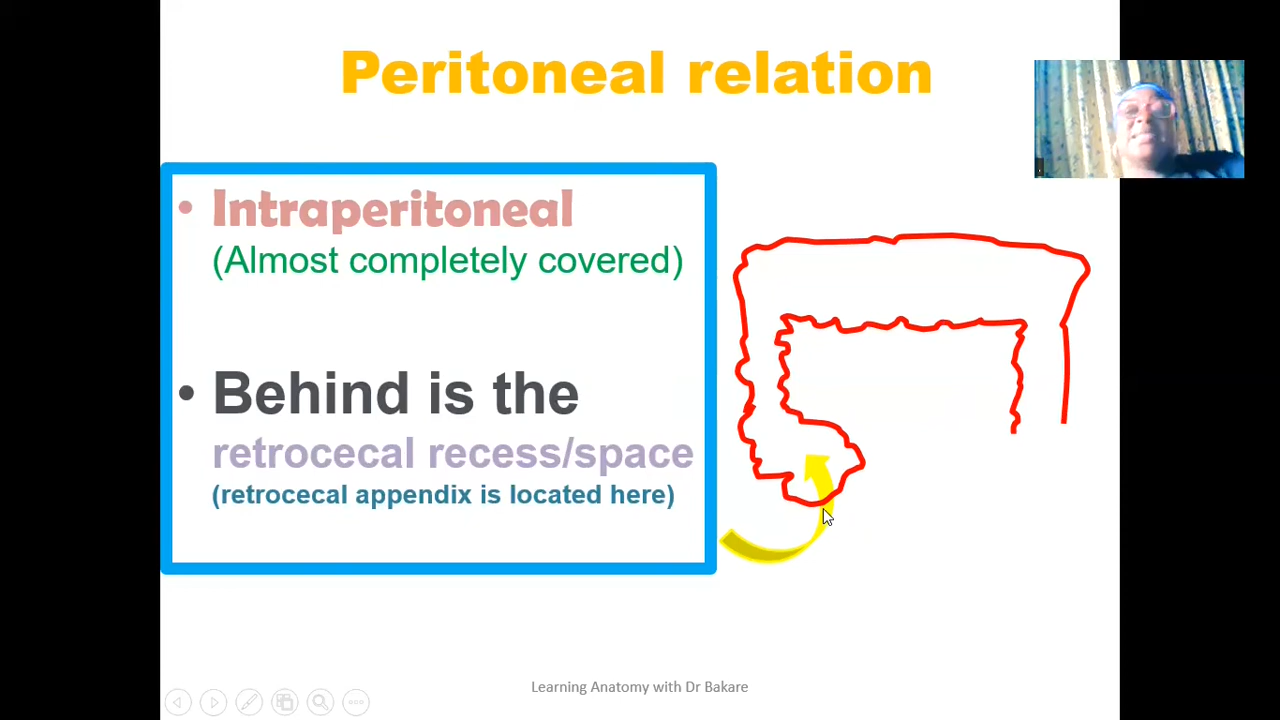 Peritoneal relation
• Intraperitoneal
(Almost completely covered)
• Behind is the
retrocecal recess/space
(retrocecal appendix is located here)
Learning Anatomy with Dr Bakare